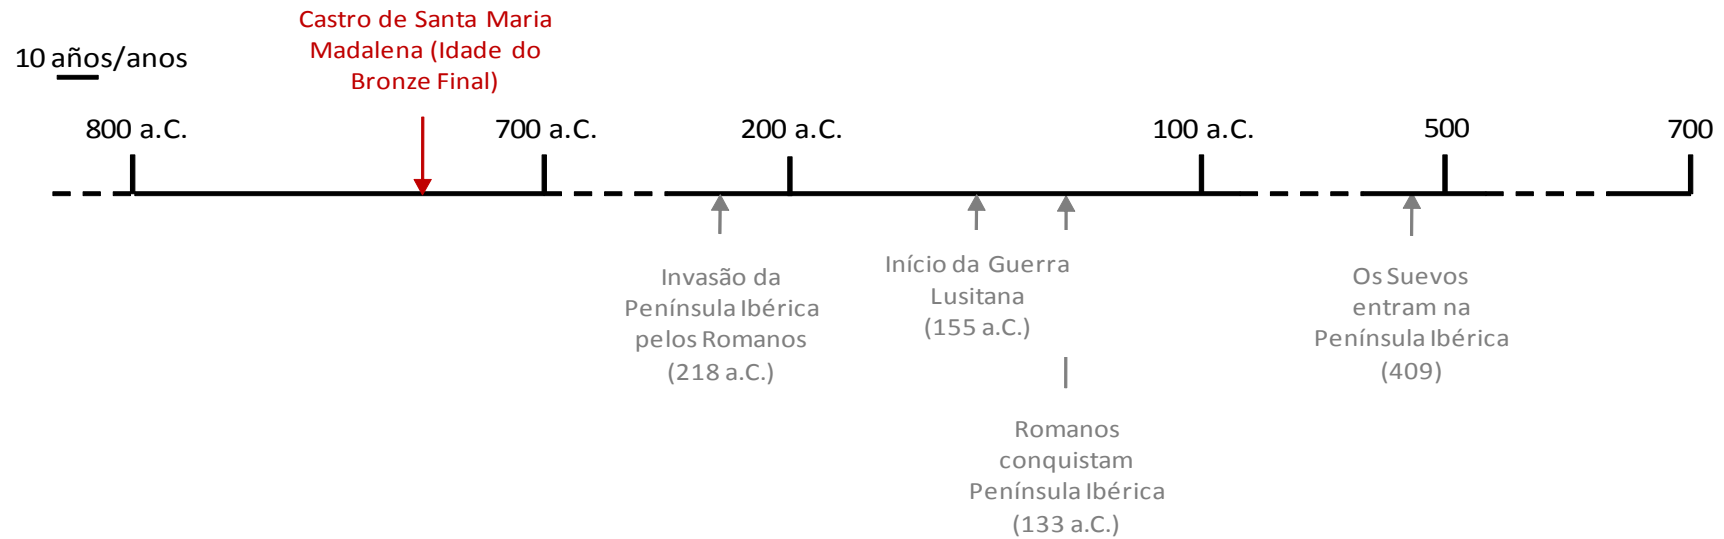 Castro de Santa Maria
Madalena (Idade do
Bronze Final)
10 años/anos
800 a.C.
700 a.C.
200 a.C.
100 a.C.
500
700
Invasão da
Península Ibérica
pelos Romanos
(218 a.C.)
Início da Guerra
Lusitana
(155 a.C.)
Romanos
conquistam
Península Ibérica
(133 a.C.)
Os Suevos
entram na
Península Ibérica
(409)